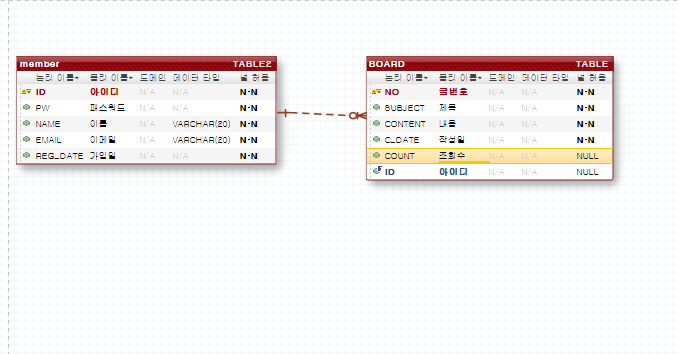 member TABLE2
논리 이름* 물리 이름* 도메인 데이터 타입 널 허용
ID 아이디 N/A N/A N-N
PW 패스워드 N/A N/A N-N
NAME 이름 N/A VARCHAR(20) N-N
EMAIL 이메일 N/A VARCHAR(20) N-N
REG_DATE 가입일 N/A N/A N-N
BOARD TABLE
논리 이름* 물리 이름* 도메인 데이터 타입 널 허용
NO 글번호 N/A N/A N-N
SUBJECT 제목 N/A N/A N-N
CONTENT 내용 N/A N/A N-N
C_DATE 작성일 N/A N/A N-N
COUNT 조회수 N/A N/A NULL
ID 아이디 N/A N/A NULL